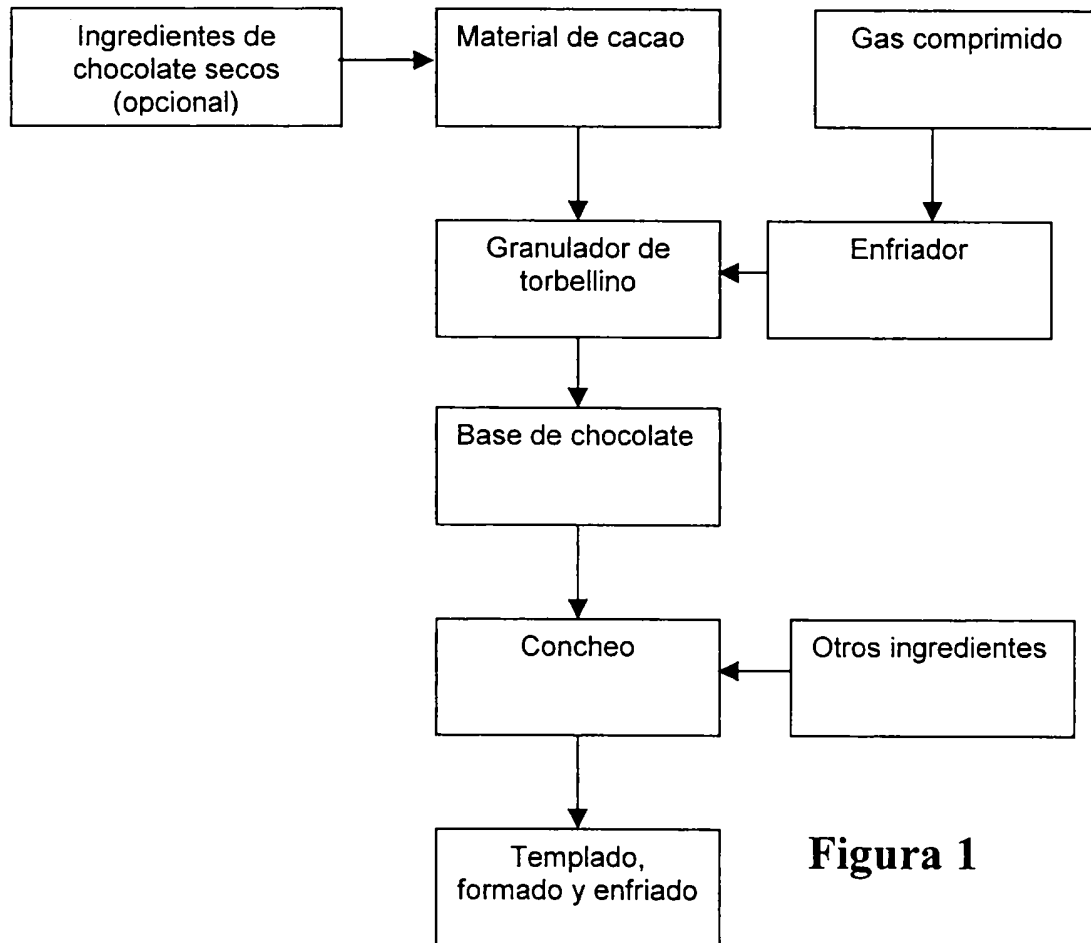 Ingredientes de
chocolate secos
(opcional)
Material de cacao
Gas comprimido
Granulador de
torbellino
Enfriador
Base de chocolate
Concheo
Otros ingredientes
Templado,
formado y enfriado
Figura 1